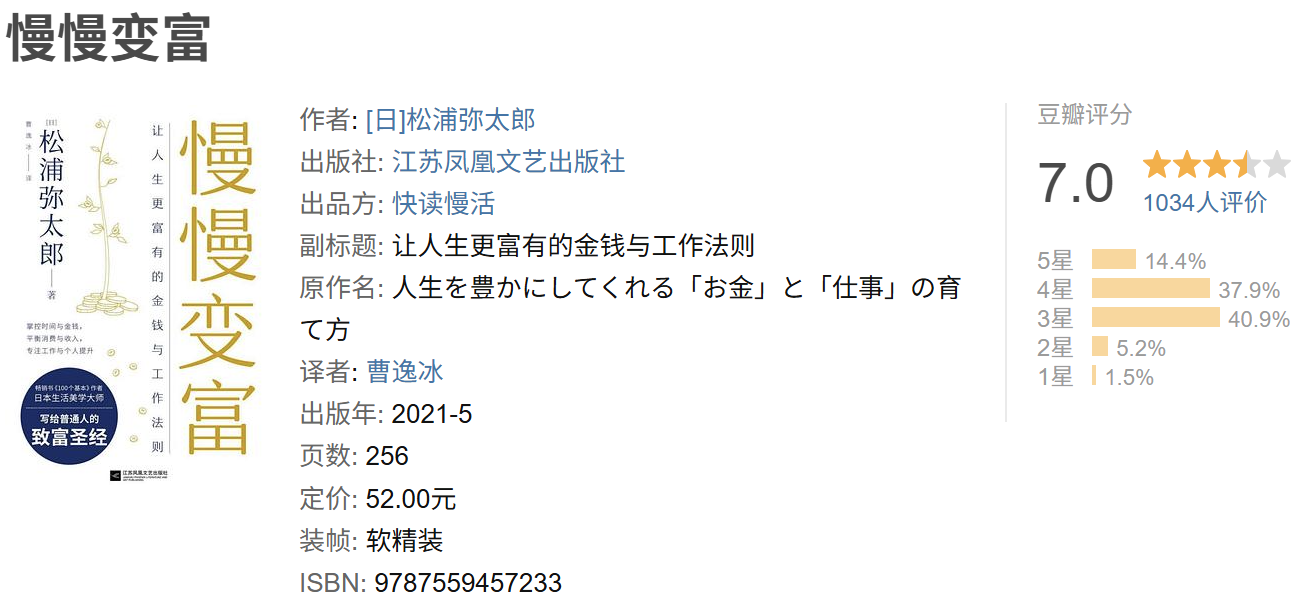 慢慢变富
[日]
松浦弥太郎——著
曹逸冰——译
让人生更富有的金钱与工作法则
慢慢变富
掌控时间与金钱,
平衡消费与收入,
专注工作与个人提升
畅销书《100个基本》作者
日本生活美学大师
写给普通人的
致富圣经
江苏凤凰文艺出版社
作者: [日]松浦弥太郎
出版社: 江苏凤凰文艺出版社
出品方: 快读慢活
副标题: 让人生更富有的金钱与工作法则
原作名: 人生を豊かにしてくれる「お金」と「仕事」の育
て方
译者: 曹逸冰
出版年: 2021-5
页数: 256
定价: 52.00元
装帧: 软精装
ISBN: 9787559457233
豆瓣评分
7.0
1034人评价
5星 14.4%
4星 37.9%
3星 40.9%
2星 5.2%
1星 1.5%